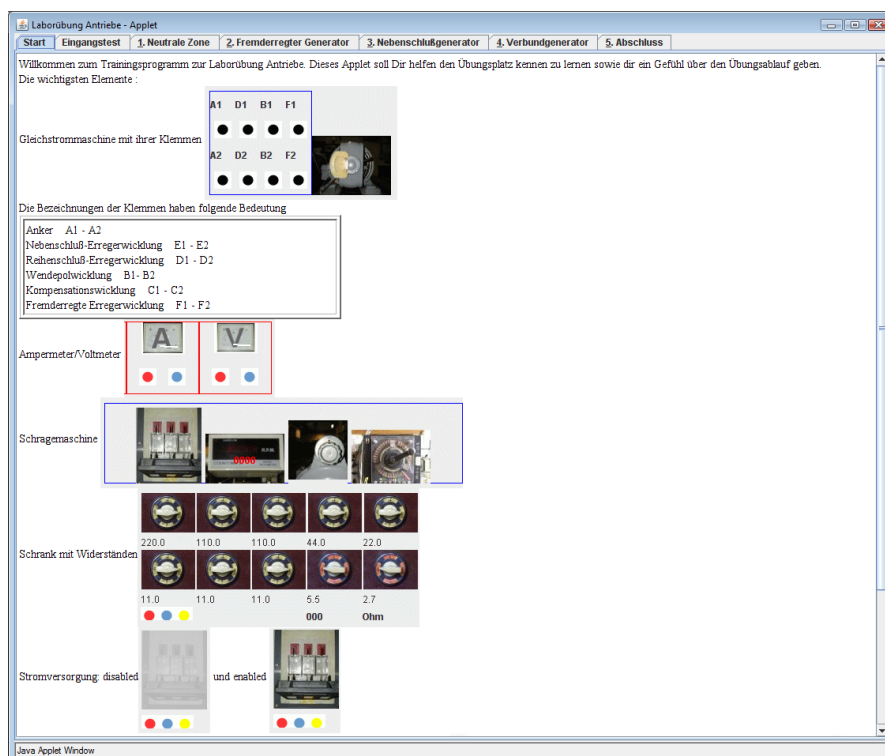 Laborübung Antriebe - Applet
Start Eingangstest 1. Neutrale Zone 2. Fremderregter Generator 3. Nebenschlußgenerator 4. Verbundgenerator 5. Abschluss
Willkommen zum Trainingsprogramm zur Laborübung Antriebe. Dieses Applet soll Dir helfen den Übungsplatz kennen zu lernen sowie dir ein Gefühl über den Übungsablauf geben.
Die wichtigsten Elemente :
A1 D1 B1 F1
Gleichstrommaschine mit ihrer Klemmen
A2 D2 B2 F2
Die Bezeichnungen der Klemmen haben folgende Bedeutung
Anker A1 - A2
Nebenschluß-Erregerwicklung E1 - E2
Reihenschluß-Erregerwicklung D1 - D2
Wendepolwicklung B1- B2
Kompensationswicklung C1 - C2
Fremderregte Erregerwicklung F1 - F2
A V
Ampermeter/Voltmeter
Schragemaschine
R.P.M.
0000
220.0 110.0 110.0 44.0 22.0
Schrank mit Widerständen
11.0 11.0 11.0 5.5 2.7
000 Ohm
Stromversorgung: disabled und enabled
Java Applet Window